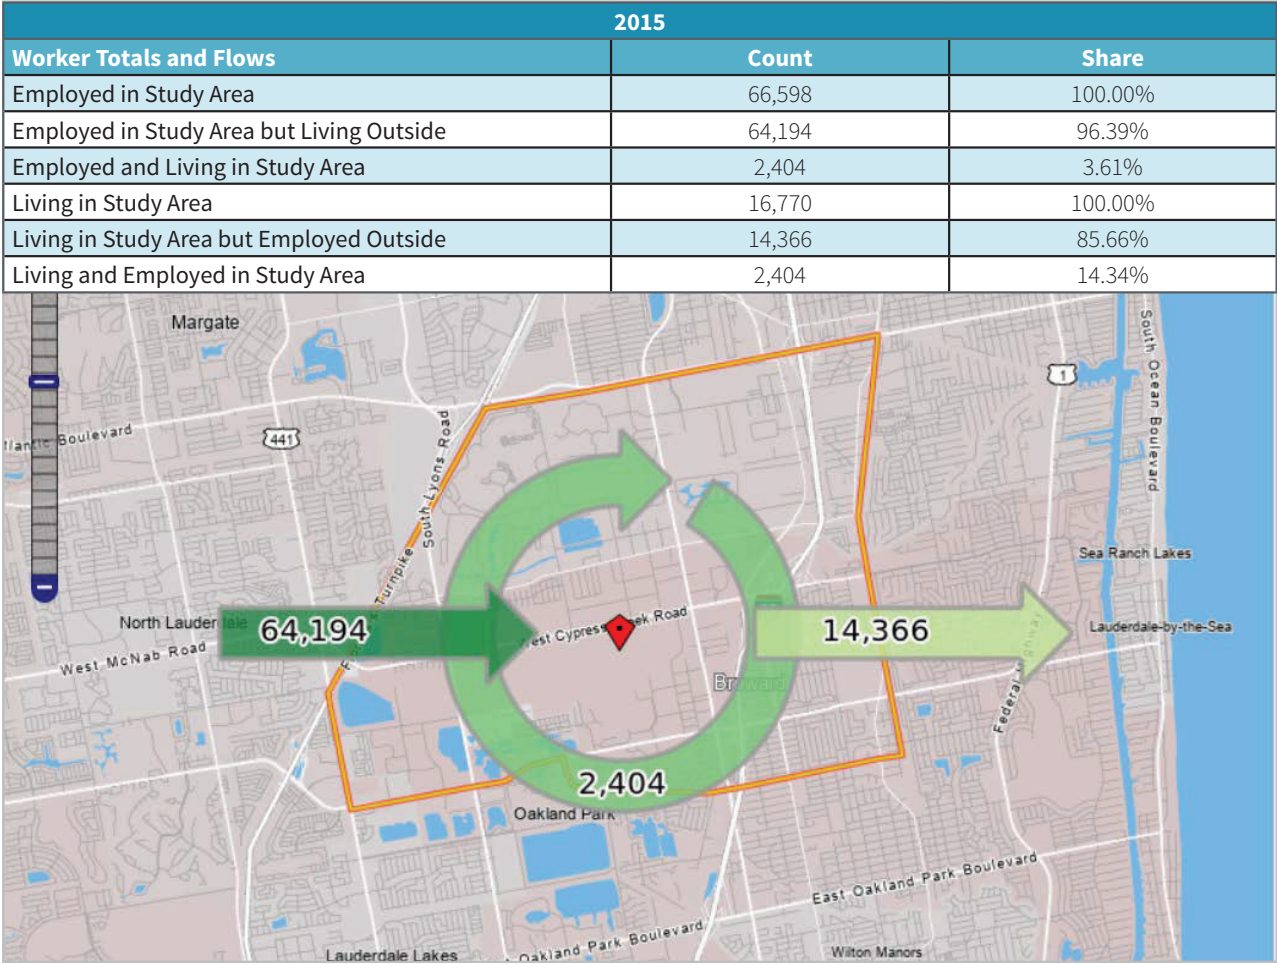 2015
Worker Totals and Flows Count Share
Employed in Study Area 66,598 100.00%
Employed in Study Area but Living Outside 64,194 96.39%
Employed and Living in Study Area 2,404 3.61%
Living in Study Area 16,770 100.00%
Living in Study Area but Employed Outside 14,366 85.66%
Living and Employed in Study Area 2,404 14.34%
Margate
South Ocean Boulevard
1
Boulevard
441
South Lyons Road
Turnpike
Sea Ranch Lakes
North
64,194
West Cypress Road
14,366
Lauderdale-by-the-Sea
West McNab Road
Broward
Federal
2,404
Oakland Park
East Oakland Park Boulevard
Oakland Park Boulevard
Lauderdale Lakes
Wilton Manors